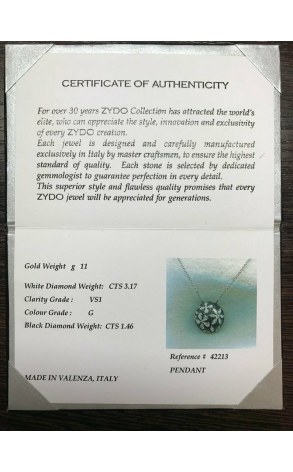 CERTIFICATE OF AUTHENTICITY
For over 30 years ZYDO Collection has attracted the world's
elite, who can appreciate the style, innovation and exclusivity
of every ZYDO creation.
Each jewel is designed and carefully manufactured
exclusively in Italy by master craftsmen, to ensure the highest
standard of quality. Each stone is selected by dedicated
gemmologist to guarantee perfection in every detail.
This superior style and flawless quality promises that every
ZYDO jewel will be appreciated for generations.
Gold Weight g 11
White Diamond Weight: CTS 3.17
Clarity Grade : VS1
Colour Grade : G
Black Diamond Weight: CTS 1.46
Reference # 42213
PENDANT
MADE IN VALENZA, ITALY